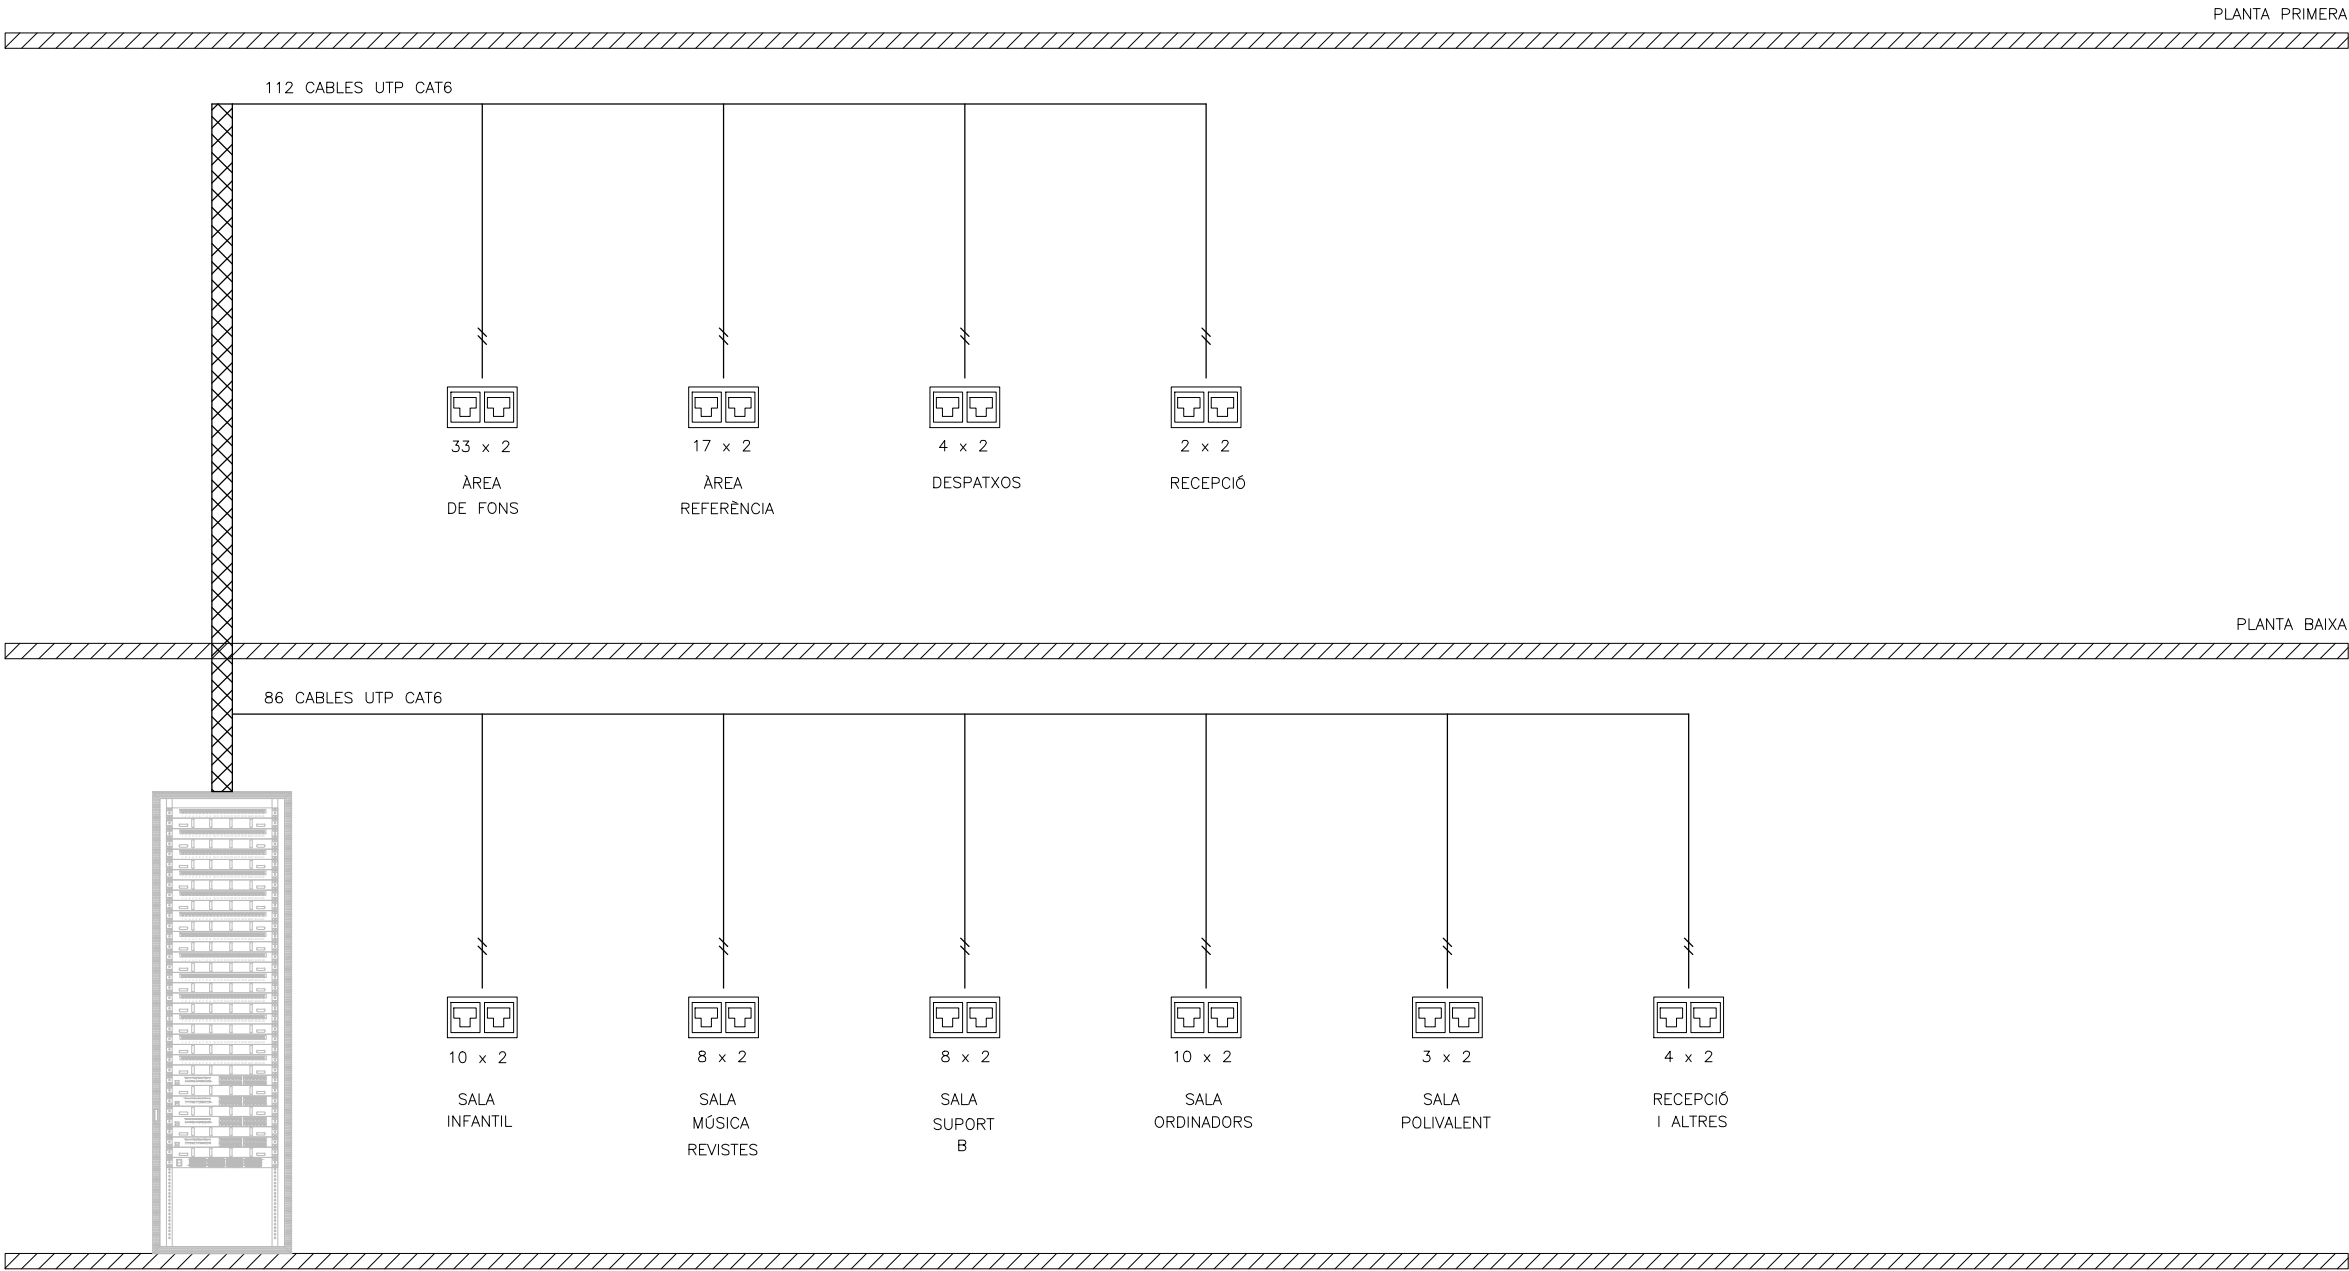 PLANTA PRIMERA
112 CABLES UTP CAT6
33 x 2
17 x 2
4 x 2
2 x 2
ÀREA
DE FONS
ÀREA
REFERÈNCIA
DESPATXOS
RECEPCIÓ
PLANTA BAIXA
86 CABLES UTP CAT6
10 x 2
8 x 2
8 x 2
10 x 2
3 x 2
4 x 2
SALA
INFANTIL
SALA
MÚSICA
REVISTES
SALA
SUPORT
B
SALA
ORDINADORS
SALA
POLIVALENT
RECEPCIÓ
I ALTRES